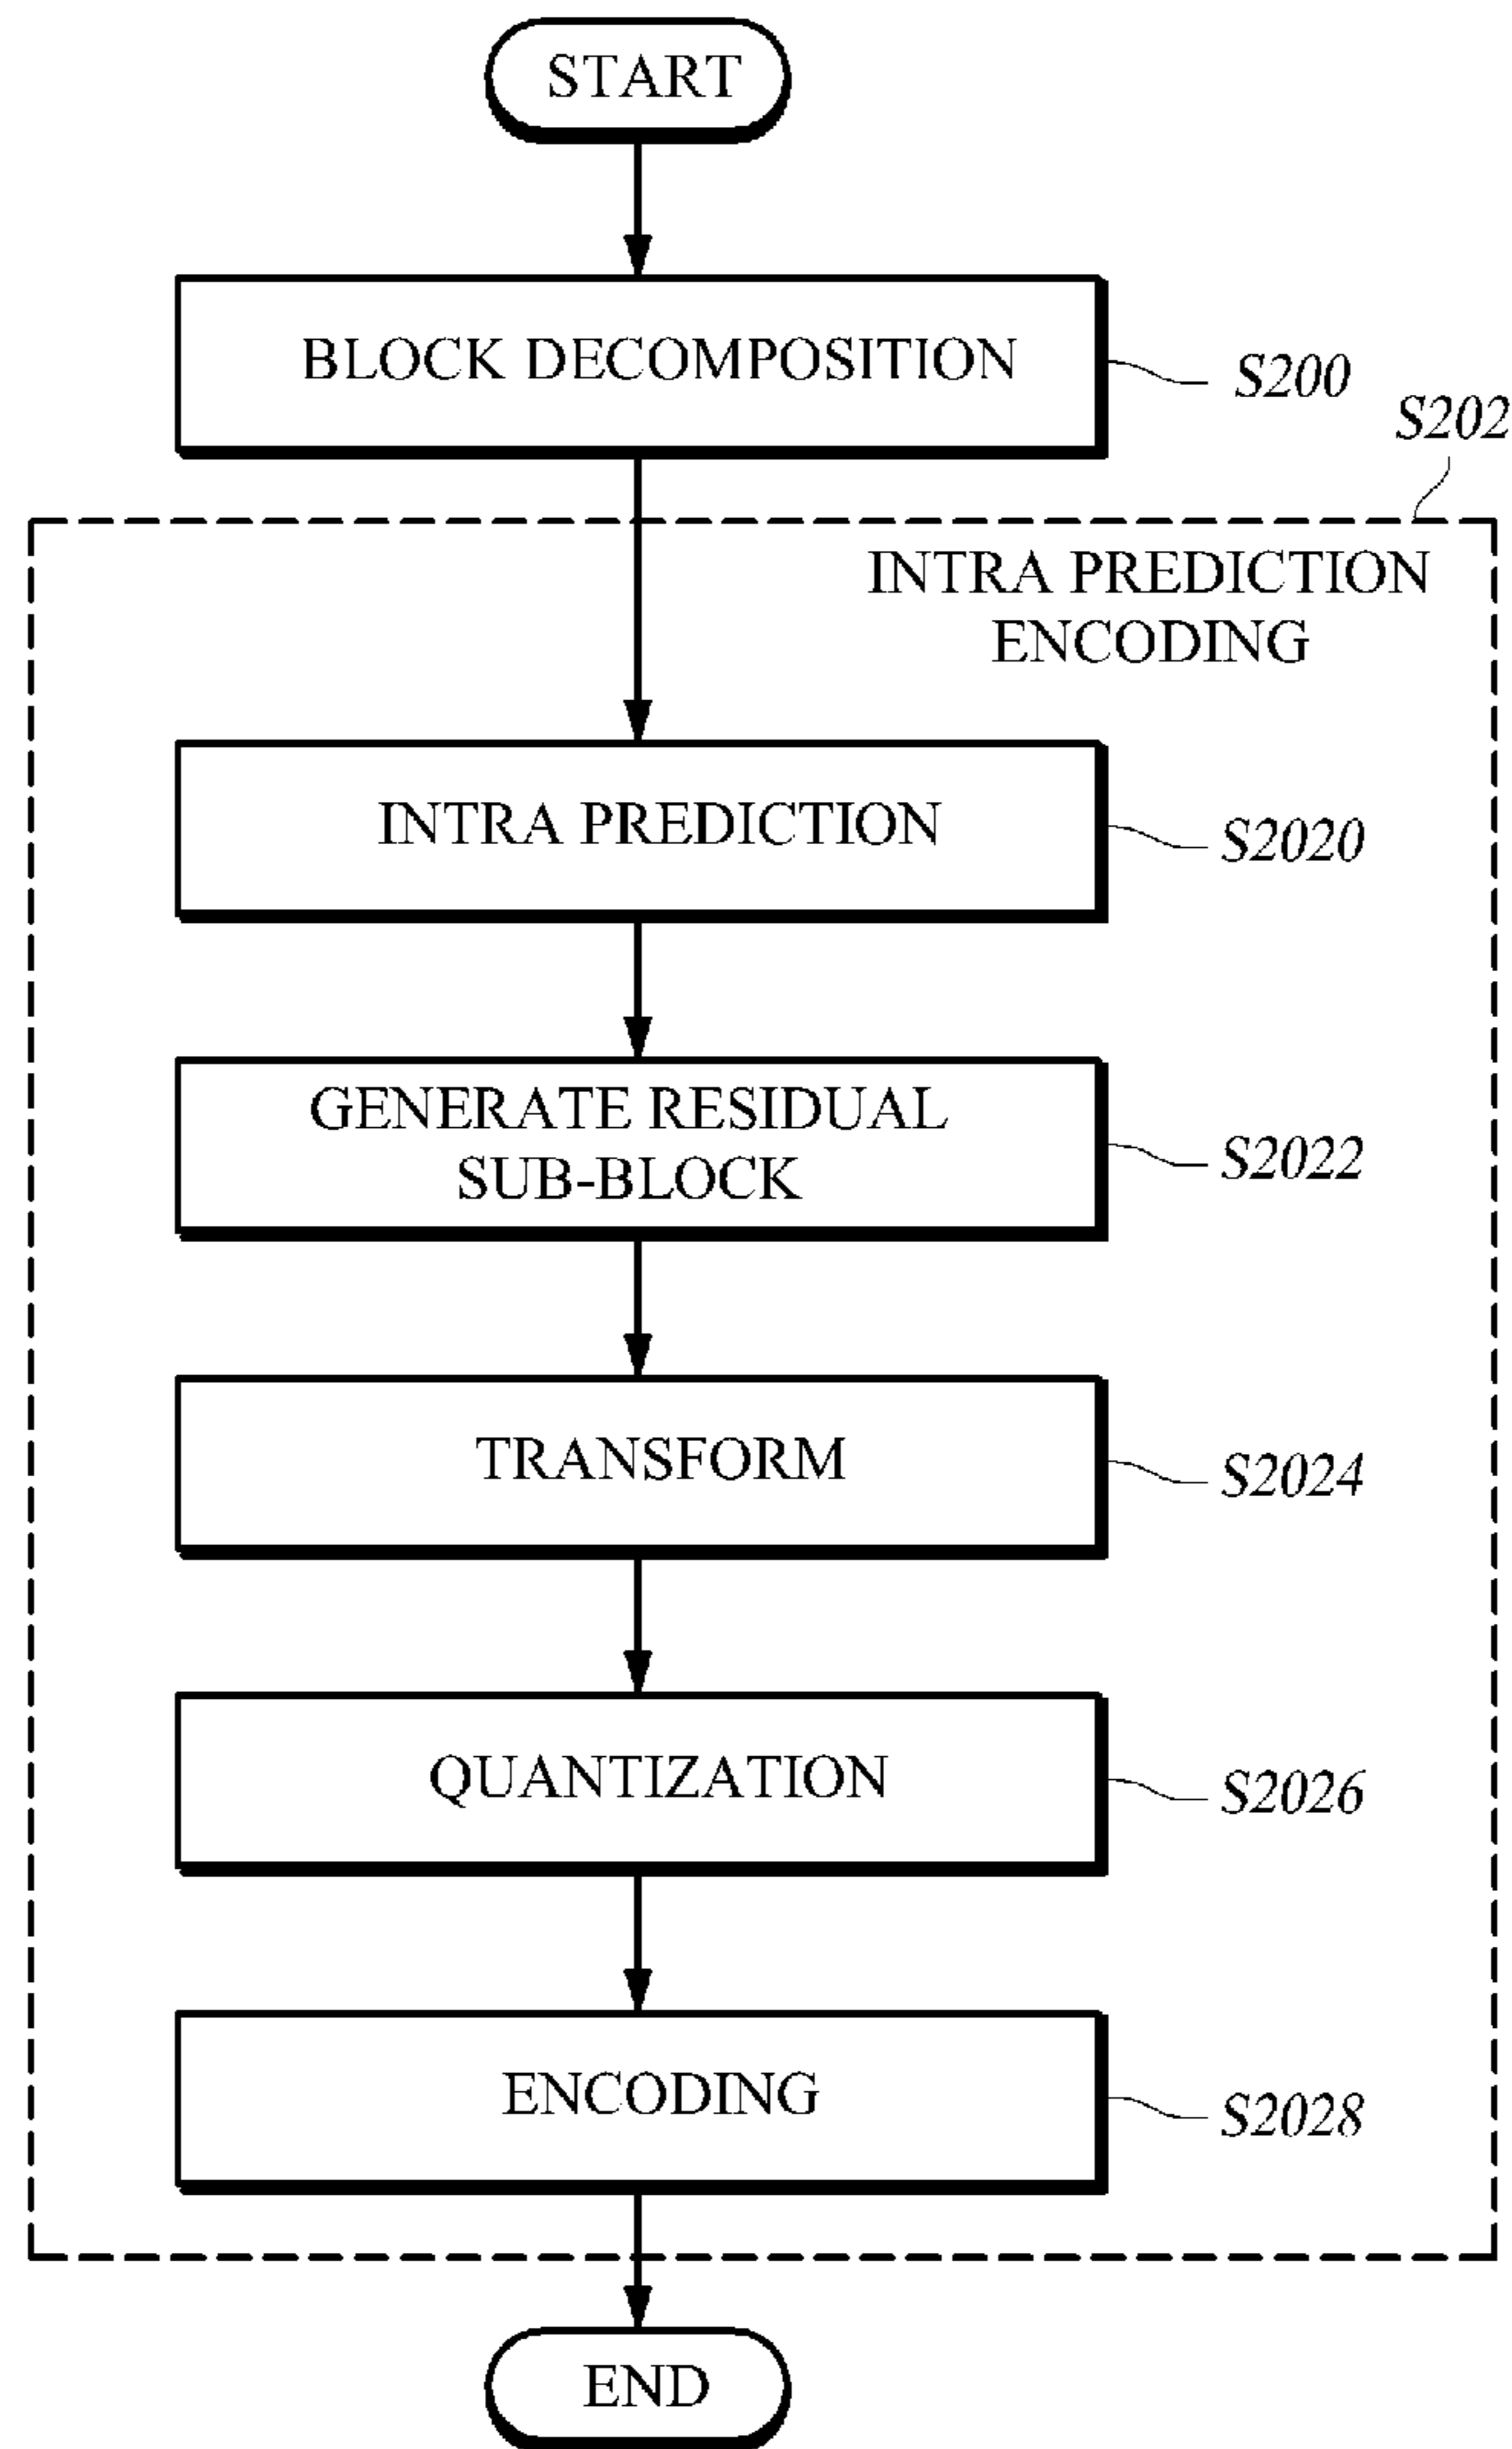 START
BLOCK DECOMPOSITION
S200
S202
INTRA PREDICTION
ENCODING
INTRA PREDICTION
S2020
GENERATE RESIDUAL
SUB-BLOCK
S2022
TRANSFORM
S2024
QUANTIZATION
S2026
ENCODING
S2028
END